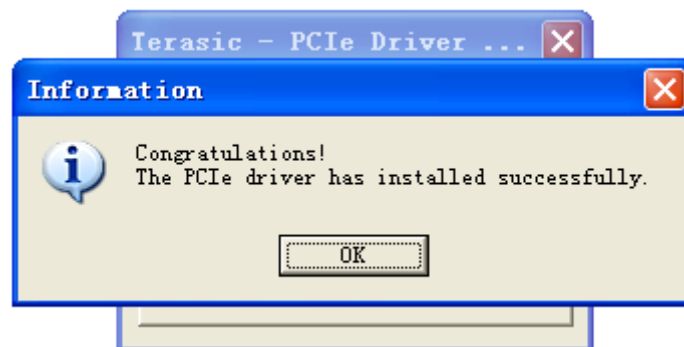 Terasic - PCIe Driver ...
Information
Congratulations!
The PCIe driver has installed successfully.
OK